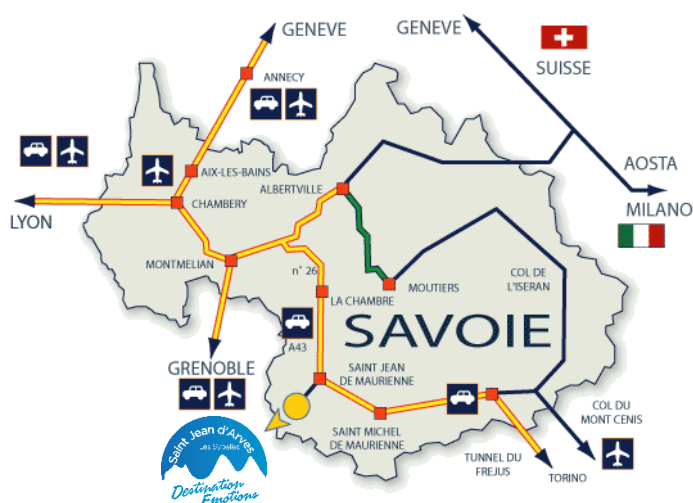 GENEVE
GENEVE
SUISSE
ANNECY
AIX-LES-BAINS
ALBERTVILLE
AOSTA
CHAMBERY
LYON
MILANO
MONTMELIAN
n° 26
MOUTIERS
COL DE
L'ISERAN
LA CHAMBRE
SAVOIE
A43
GRENOBLE
SAINT JEAN
DE MAURIENNE
COL DU
MONT CENIS
SAINT MICHEL
DE MAURIENNE
TUNNEL DU
FREJUS
TORINO
Saint Jean d'Arves
Les Sybelles
Destination
Emotions